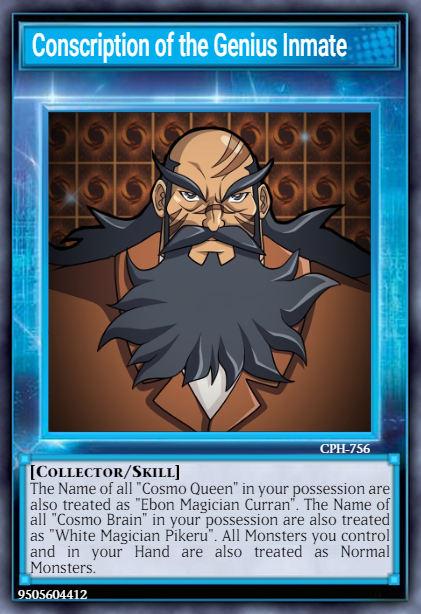 Conscription of the Genius Inmate
CPH-756
[Collector/Skill]
The Name of all "Cosmo Queen" in your possession are
also treated as "Ebon Magician Curran". The Name of
all "Cosmo Brain" in your possession are also treated
as "White Magician Pikeru". All Monsters you control
and in your Hand are also treated as Normal
Monsters.
9505604412